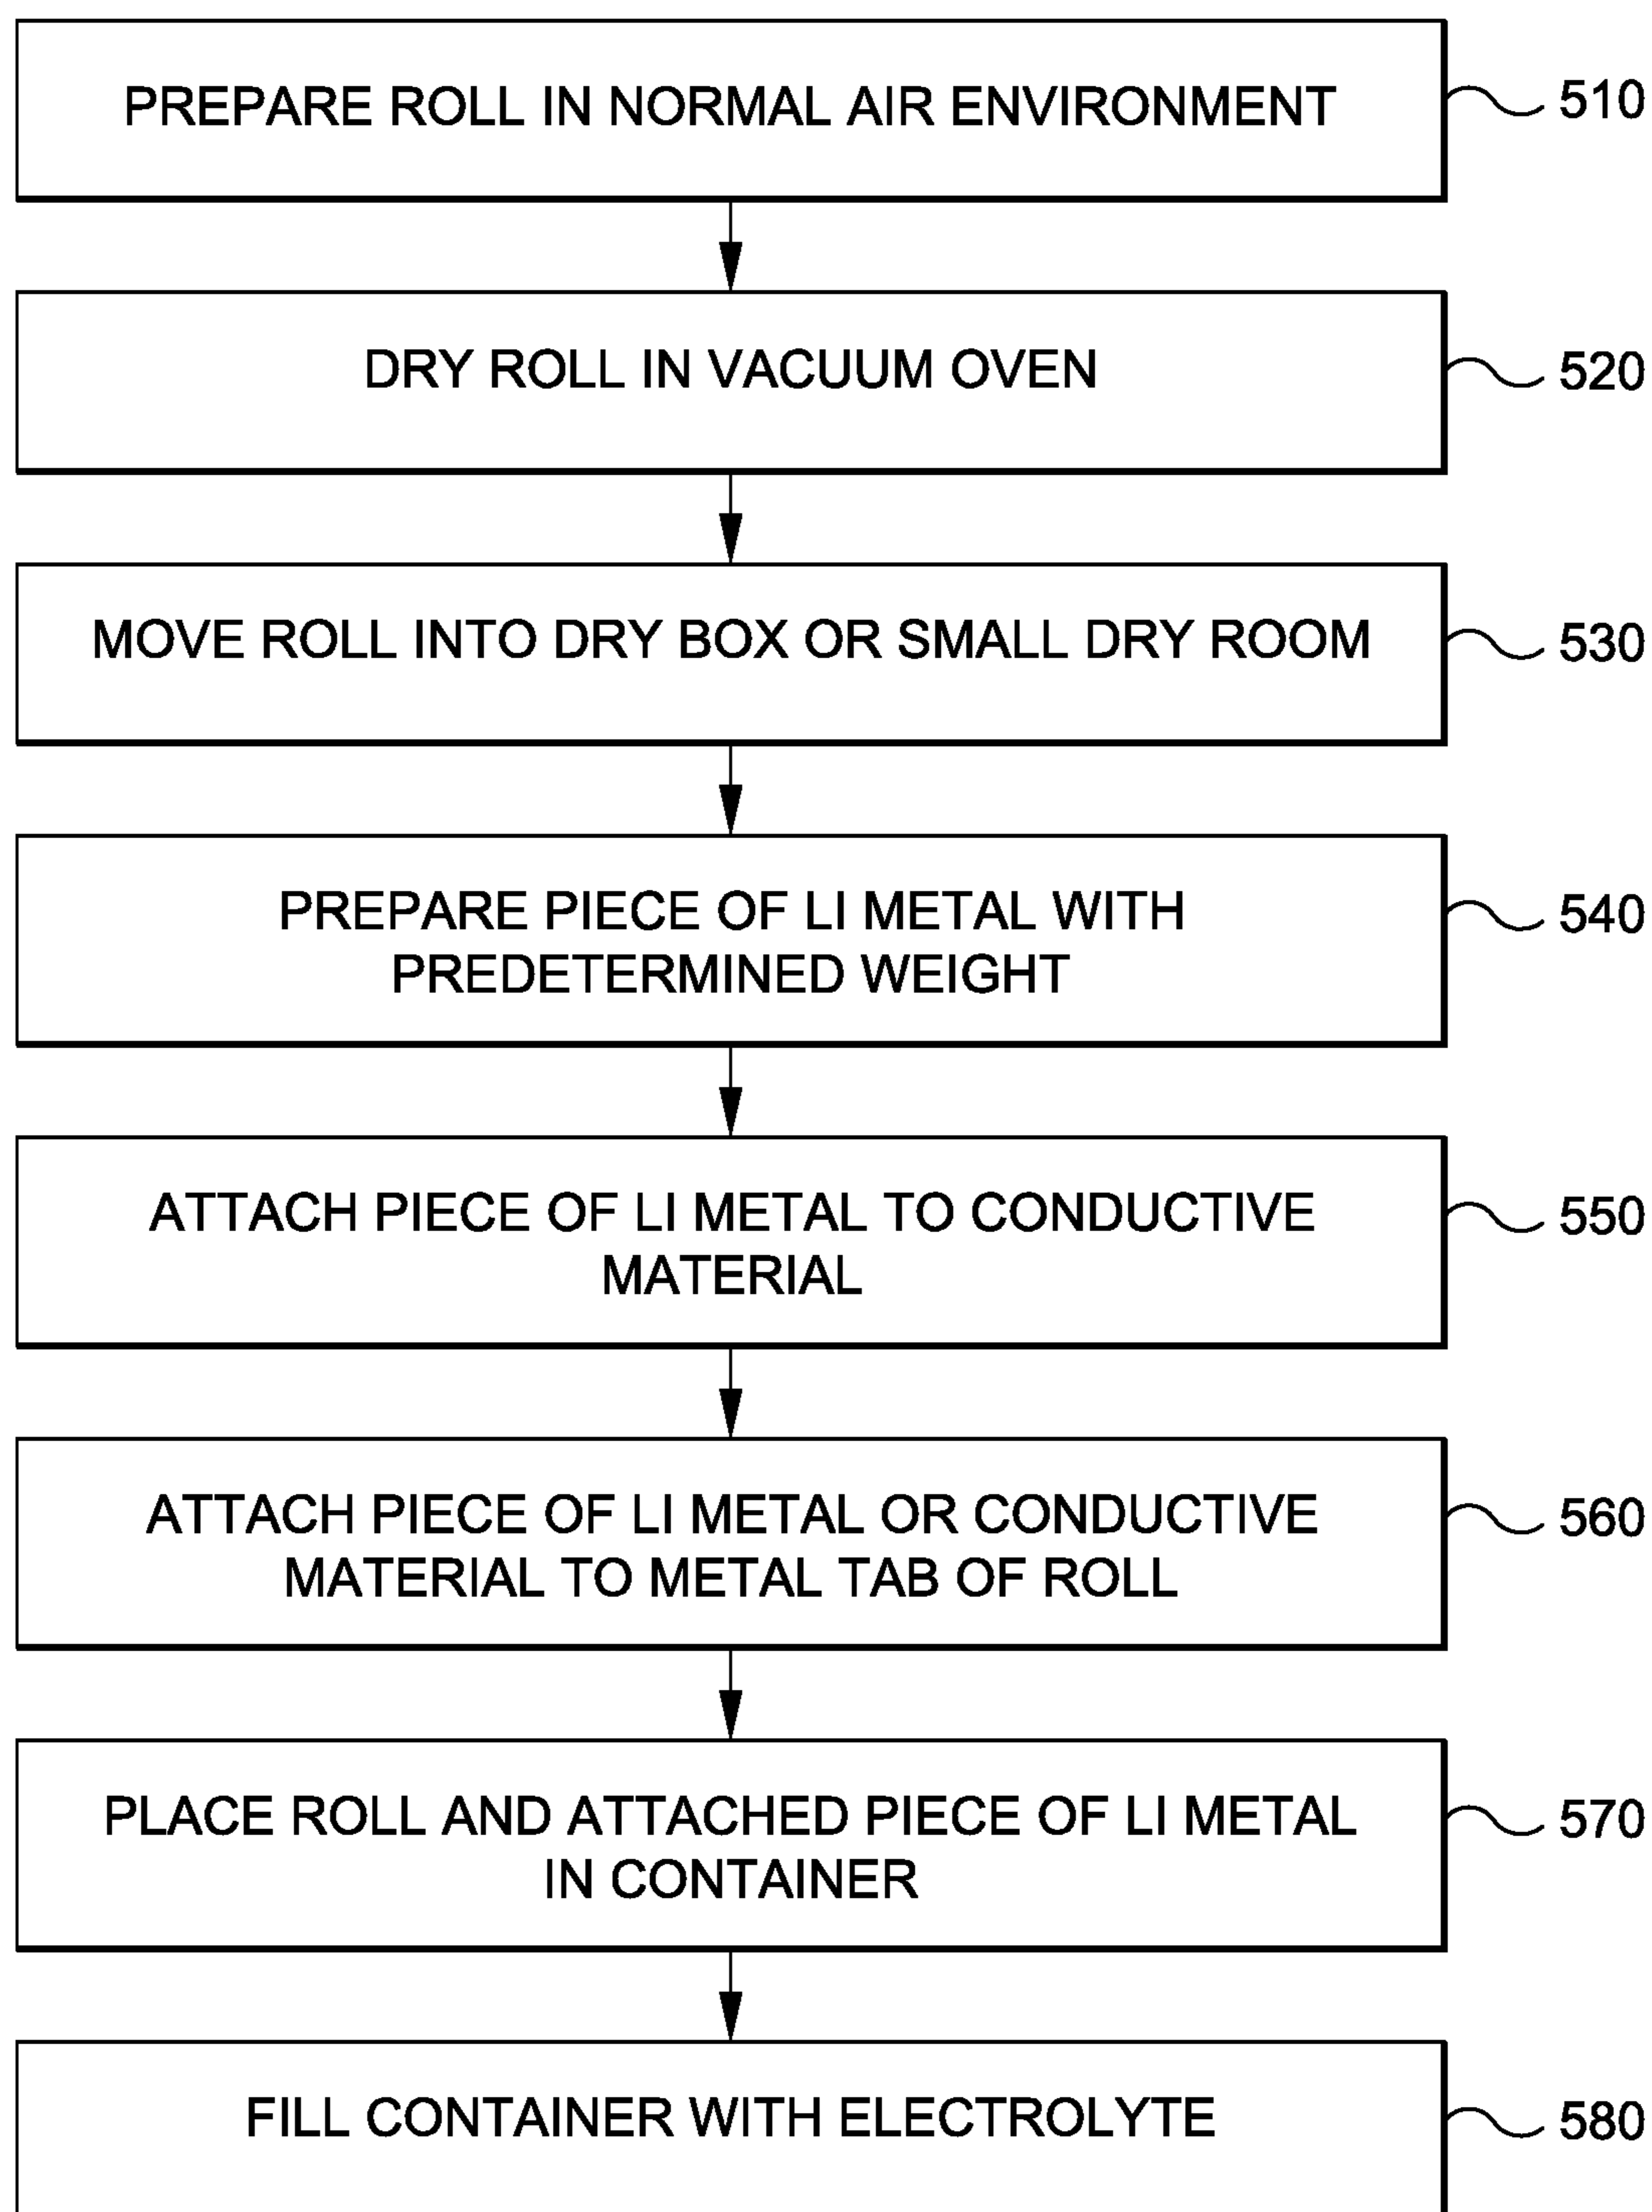 PREPARE ROLL IN NORMAL AIR ENVIRONMENT
510
DRY ROLL IN VACUUM OVEN
520
MOVE ROLL INTO DRY BOX OR SMALL DRY ROOM
530
PREPARE PIECE OF LI METAL WITH
PREDETERMINED WEIGHT
540
ATTACH PIECE OF LI METAL TO CONDUCTIVE
MATERIAL
550
ATTACH PIECE OF LI METAL OR CONDUCTIVE
MATERIAL TO METAL TAB OF ROLL
560
PLACE ROLL AND ATTACHED PIECE OF LI METAL
IN CONTAINER
570
FILL CONTAINER WITH ELECTROLYTE
580